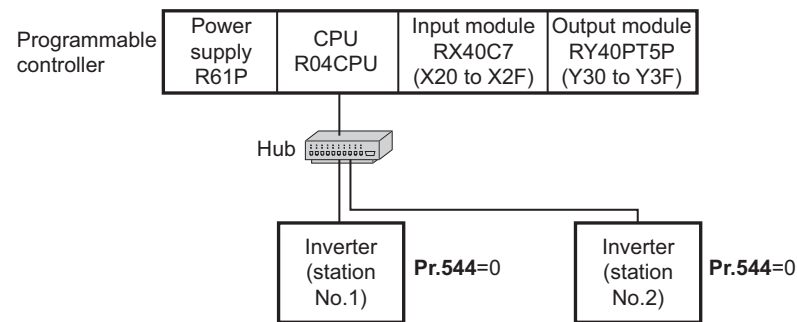 Programmable
controller
Power
supply
R61P
CPU
R04CPU
Input module
RX40C7
(X20 to X2F)
Output module
RY40PT5P
(Y30 to Y3F)
Hub
Inverter
(station
No.1)
Pr.544=0
Inverter
(station
No.2)
Pr.544=0